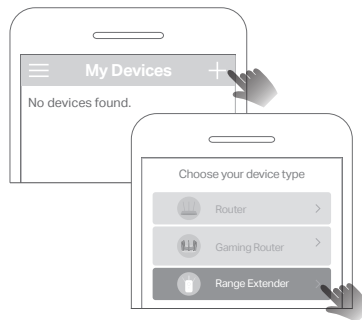 My Devices
No devices found.
Choose your device type
Router
Gaming Router
Range Extender